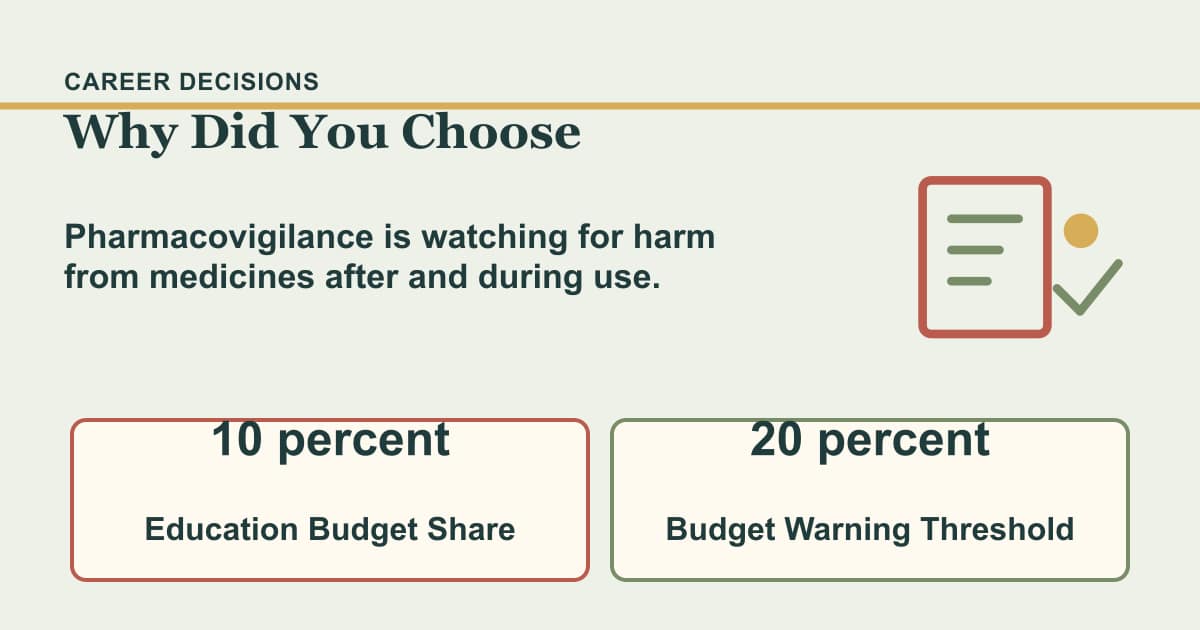 CAREER DECISIONS
Why Did You Choose
Pharmacovigilance is watching for harm
from medicines after and during use.
10 percent
Education Budget Share
20 percent
Budget Warning Threshold